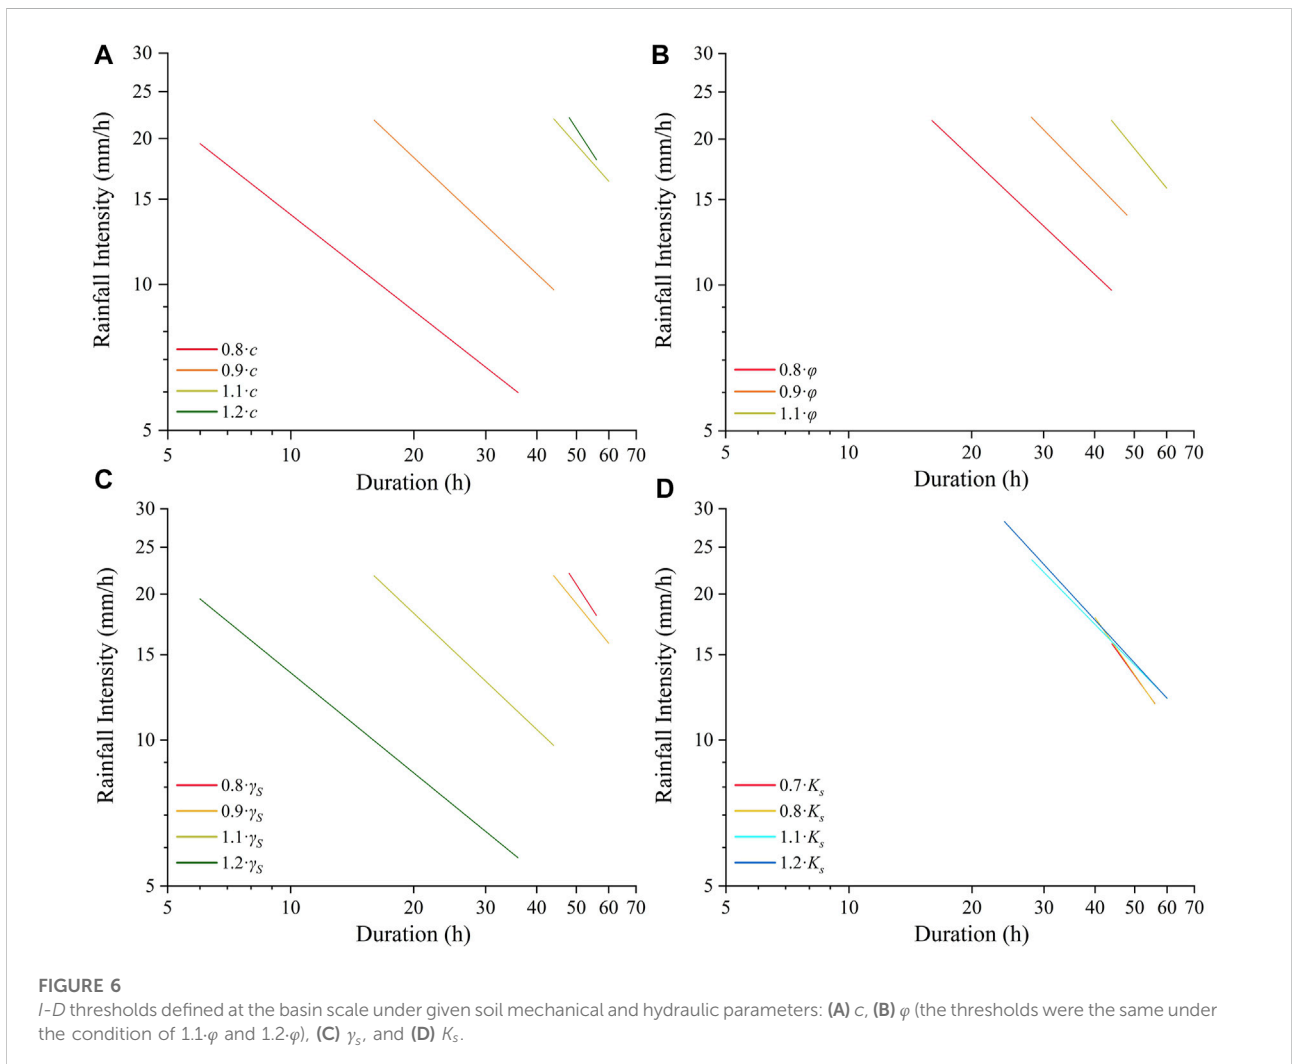 A
30
25
20
15
10
5
Rainfall Intensity (mm/h)
0.8·c
0.9·c
1.1·c
1.2·c
5 10 20 30 40 50 60 70
Duration (h)
B
30
25
20
15
10
5
Rainfall Intensity (mm/h)
0.8·φ
0.9·φ
1.1·φ
5 10 20 30 40 50 60 70
Duration (h)
C
30
25
20
15
10
5
Rainfall Intensity (mm/h)
0.8·γS
0.9·γS
1.1·γS
1.2·γS
5 10 20 30 40 50 60 70
Duration (h)
D
30
25
20
15
10
5
Rainfall Intensity (mm/h)
0.7·Ks
0.8·Ks
1.1·Ks
1.2·Ks
5 10 20 30 40 50 60 70
Duration (h)
FIGURE 6
I-D thresholds defined at the basin scale under given soil mechanical and hydraulic parameters: (A) c, (B) φ (the thresholds were the same under
the condition of 1.1·φ and 1.2·φ), (C) γs, and (D) Ks.